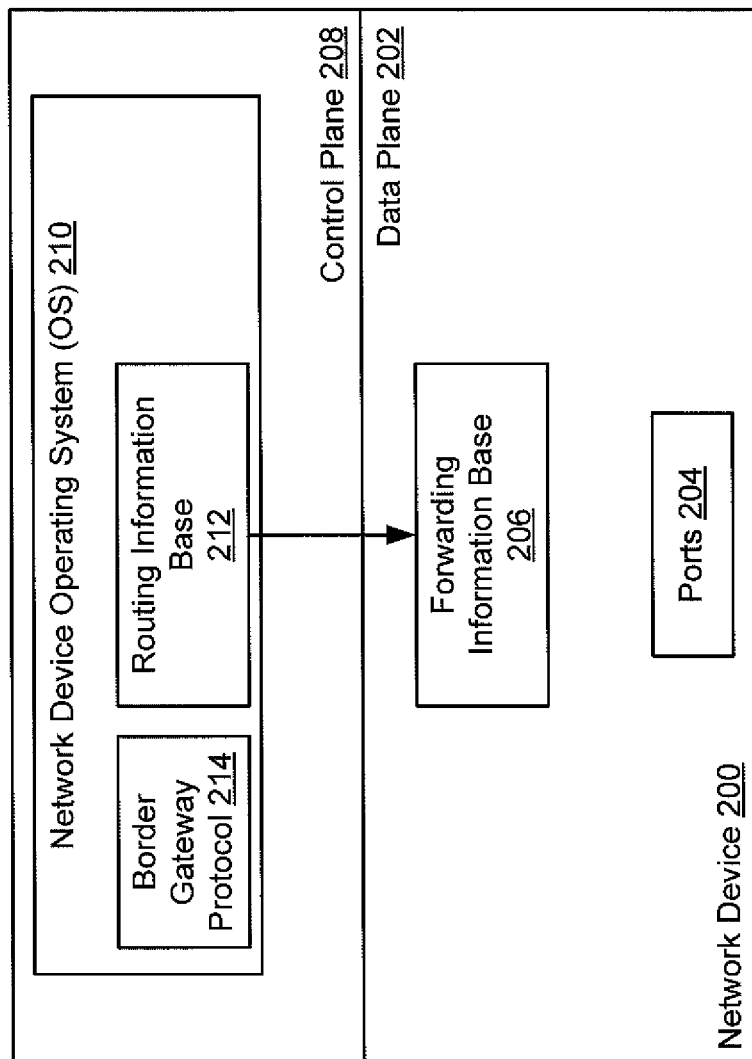 Network Device Operating System (OS) 210
Border
Gateway
Protocol 214
Routing Information
Base
212
Control Plane 208
Data Plane 202
Forwarding
Information Base
206
Ports 204
Network Device 200